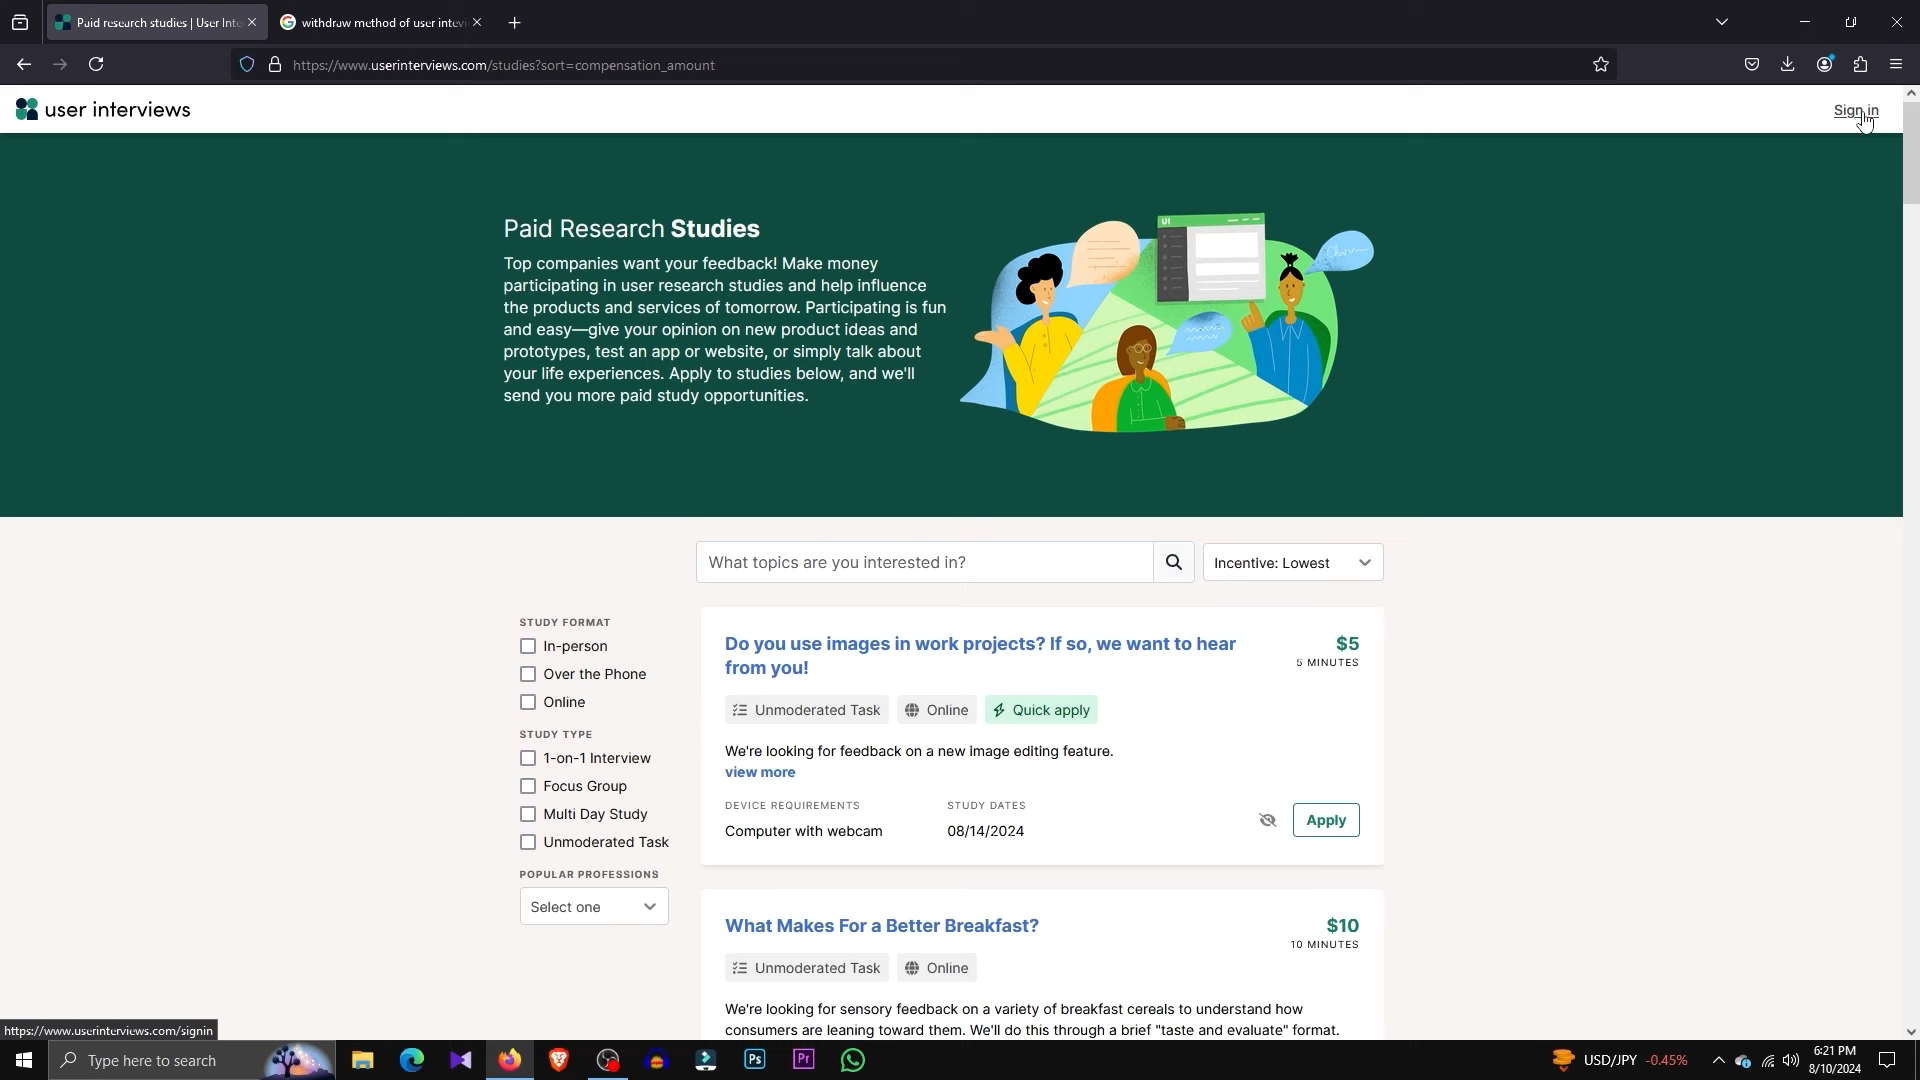 Paid research studies | User Inte
withdraw method of user intevi
https://www.userinterviews.com/studies?sort=compensation_amount
user interviews
Sign in
Paid Research Studies
Top companies want your feedback! Make money
participating in user research studies and help influence
the products and services of tomorrow. Participating is fun
and easy—give your opinion on new product ideas and
prototypes, test an app or website, or simply talk about
your life experiences. Apply to studies below, and we'll
send you more paid study opportunities.
UI
What topics are you interested in?
Incentive: Lowest
STUDY FORMAT
In-person
Over the Phone
Online
STUDY TYPE
1-on-1 Interview
Focus Group
Multi Day Study
Unmoderated Task
POPULAR PROFESSIONS
Select one
Do you use images in work projects? If so, we want to hear
from you!
$5
5 MINUTES
Unmoderated Task
Online
Quick apply
We're looking for feedback on a new image editing feature.
view more
DEVICE REQUIREMENTS
STUDY DATES
Computer with webcam
08/14/2024
Apply
What Makes For a Better Breakfast?
$10
10 MINUTES
Unmoderated Task
Online
We're looking for sensory feedback on a variety of breakfast cereals to understand how
consumers are leaning toward them. We'll do this through a brief "taste and evaluate" format.
https://www.userinterviews.com/signin
Type here to search
Ps
Pr
USD/JPY -0.45%
6:21 PM
8/10/2024